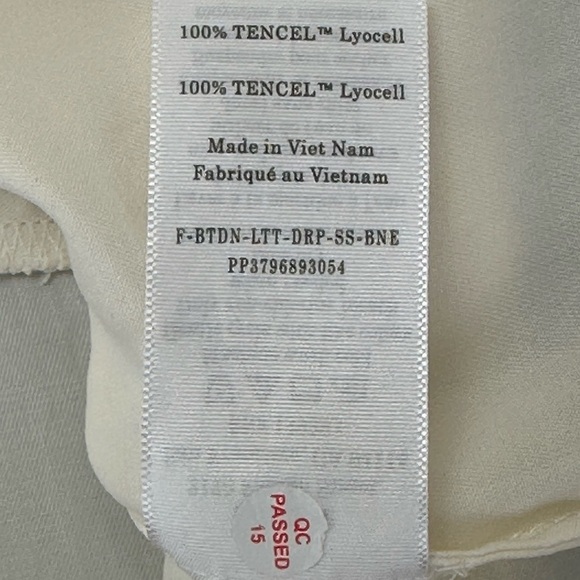 100% TENCEL™ Lyocell
100% TENCEL™ Lyocell
Made in Viet Nam
Fabriqué au Vietnam
F-BTDN-LTT-DRP-SS-BNE
PP3796893054
QC
PASSED
15